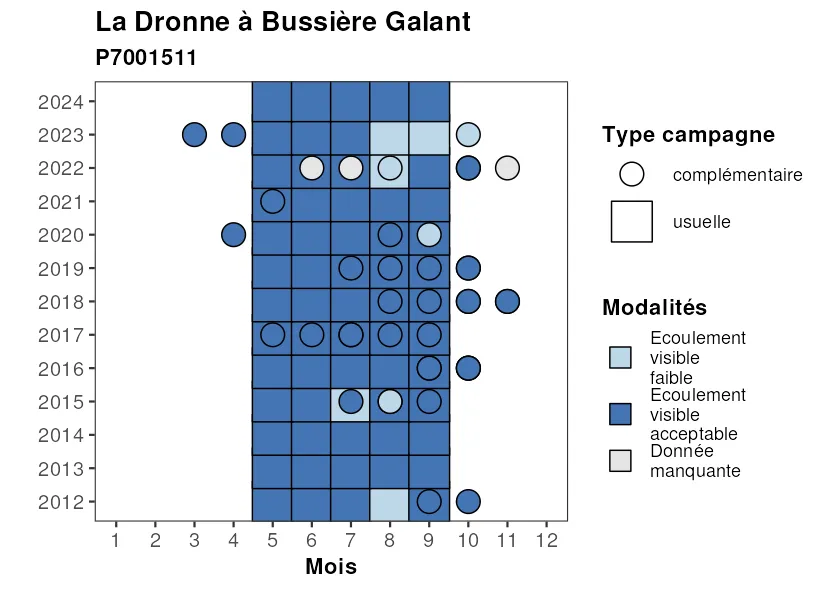 La Dronne à Bussière Galant
P7001511
2024
2023
2022
2021
2020
2019
2018
2017
2016
2015
2014
2013
2012
1 2 3 4 5 6 7 8 9 10 11 12
Mois
Type campagne
complémentaire
usuelle
Modalités
Ecoulement
visible
faible
Ecoulement
visible
acceptable
Donnée
manquante